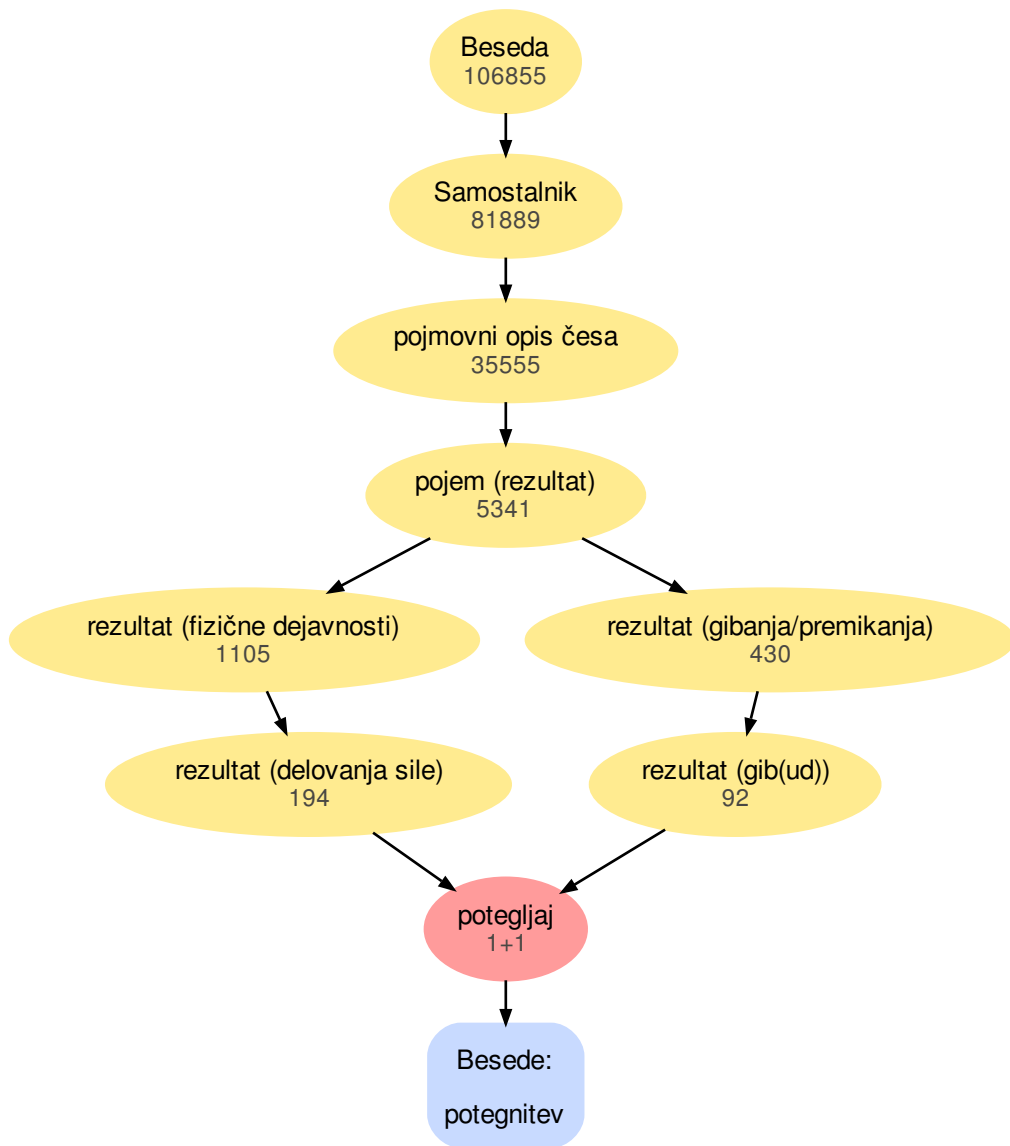 Beseda
106855
Samostalnik
81889
pojmovni opis česa
35555
pojem (rezultat)
5341
rezultat (fizične dejavnosti)
1105
rezultat (gibanja/premikanja)
430
rezultat (delovanja sile)
194
rezultat (gib(ud))
92
potegljaj
1+1
Besede:
potegnitev